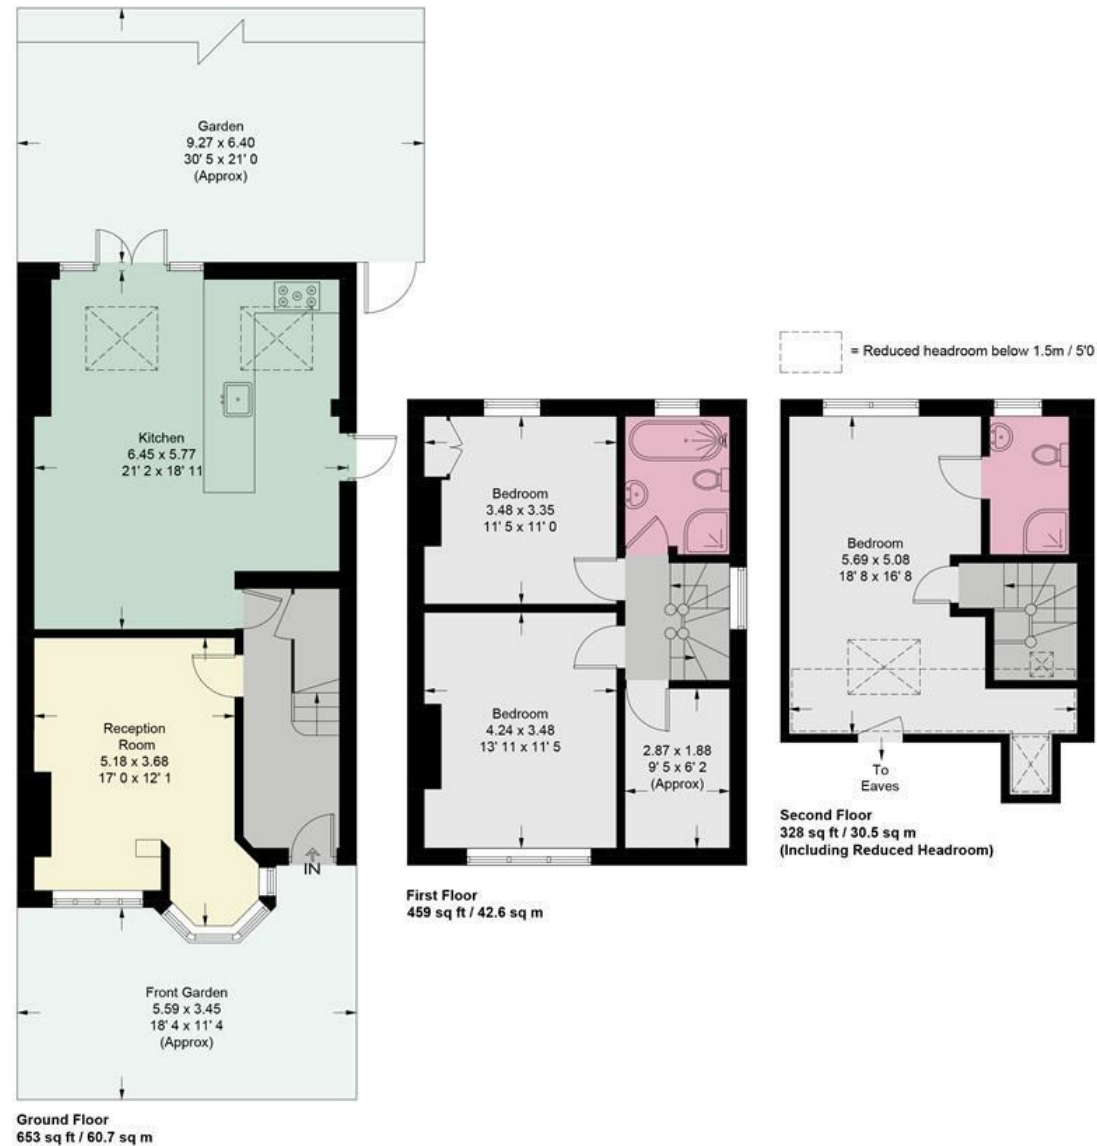 Garden
9.27 x 6.40
30' 5 x 21' 0
(Approx)
Kitchen
6.45 x 5.77
21' 2 x 18' 11
Reception
Room
5.18 x 3.68
17' 0 x 12' 1
IN
Front Garden
5.59 x 3.45
18' 4 x 11' 4
(Approx)
Ground Floor
653 sq ft / 60.7 sq m
Bedroom
3.48 x 3.35
11' 5 x 11' 0
Bedroom
4.24 x 3.48
13' 11 x 11' 5
2.87 x 1.88
9' 5 x 6' 2
(Approx)
First Floor
459 sq ft / 42.6 sq m
= Reduced headroom below 1.5m / 5'0
Bedroom
5.69 x 5.08
18' 8 x 16' 8
To
Eaves
Second Floor
328 sq ft / 30.5 sq m
(Including Reduced Headroom)